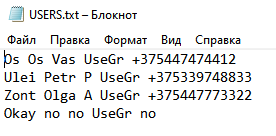 USERS.txt – Блокнот
Файл Правка Формат Вид Справка
Os Os Vas UseGr +375447474412
Ulei Petr P UseGr +375339748833
Zont Olga A UseGr +375447773322
Okay no no UseGr no